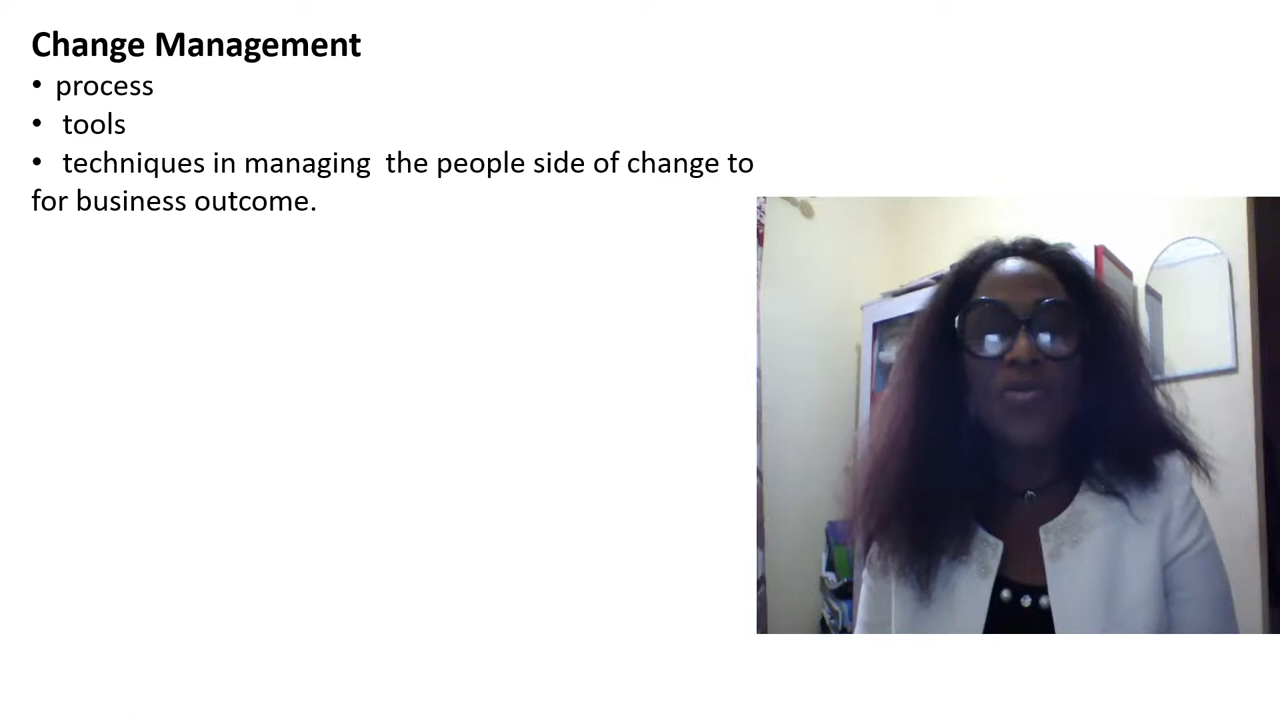 Change Management
• process
• tools
• techniques in managing  the people side of change to
for business outcome.